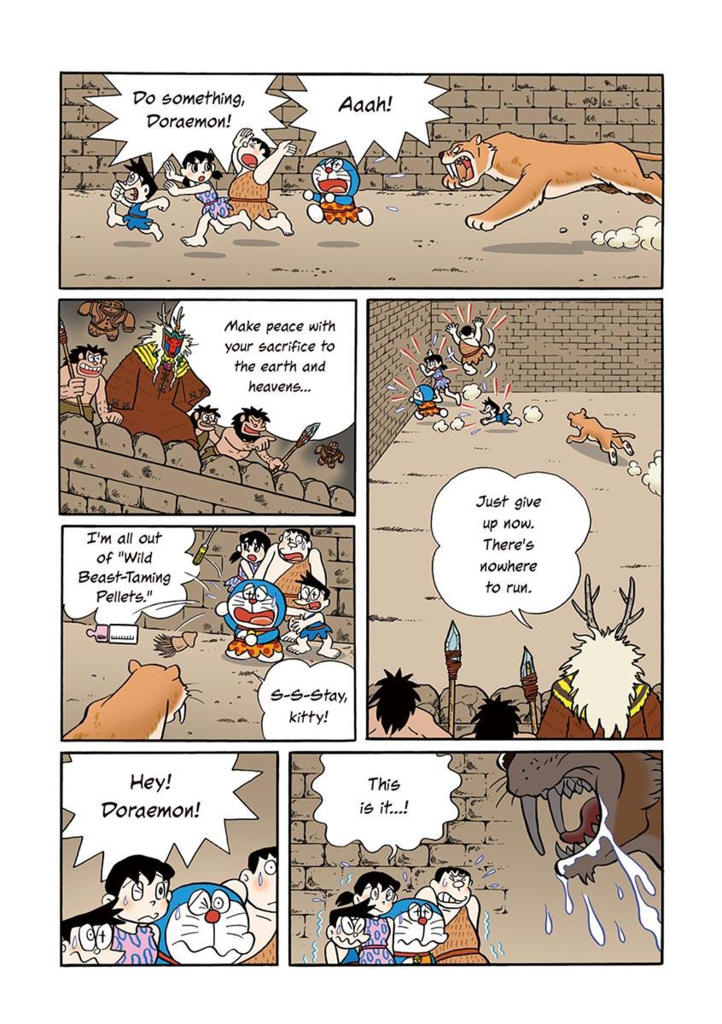 Do something,
Doraemon!
Aaah!
Make peace with
your sacrifice to
the earth and
heavens...
Just give
up now.
There's
nowhere
to run.
I'm all out
of "Wild
Beast-Taming
Pellets."
S-S-Stay,
kitty!
Hey!
Doraemon!
This
is it...!